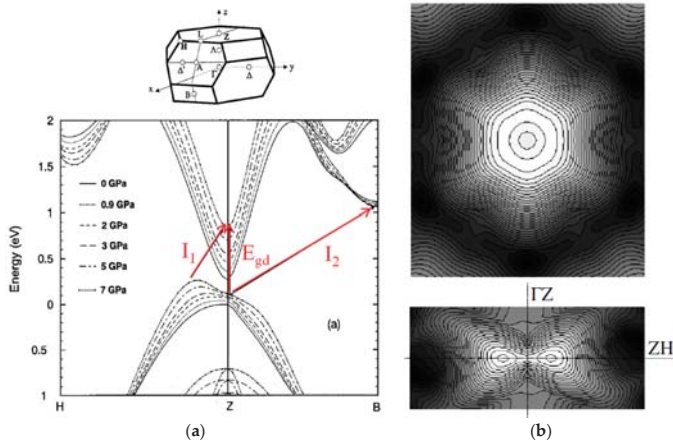 z
L
Z
H
Λ
Δ'
A
Γ
Δ
y
x
B
2
1.5
1
0.5
0
0.5
1
Energy (eV)
0 GPa
0.9 GPa
2 GPa
3 GPa
5 GPa
7 GPa
I1
Egd
I2
(a)
H
Z
B
ΓZ
ZH
(a)
(b)